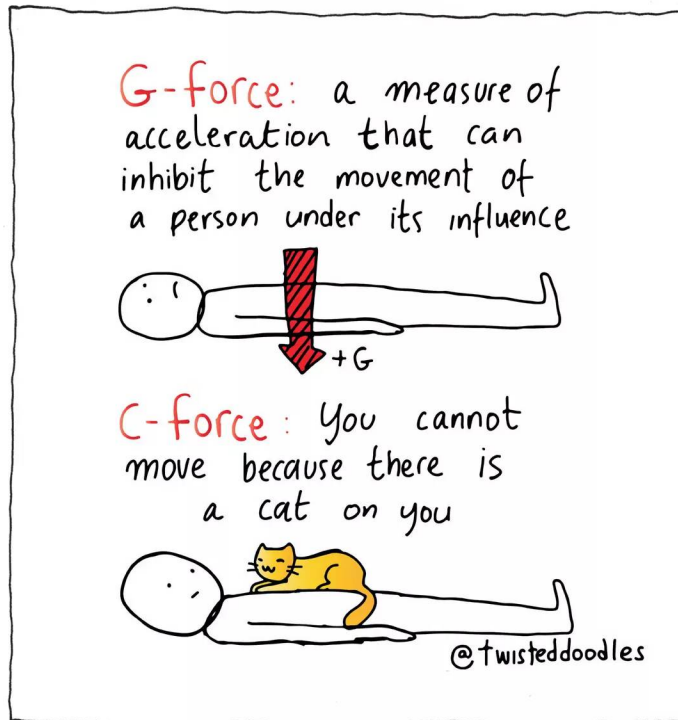 G-force: a measure of
acceleration that can
inhibit the movement of
a person under its influence
+G
C-force: You cannot
move because there is
a cat on you
@twisteddoodles